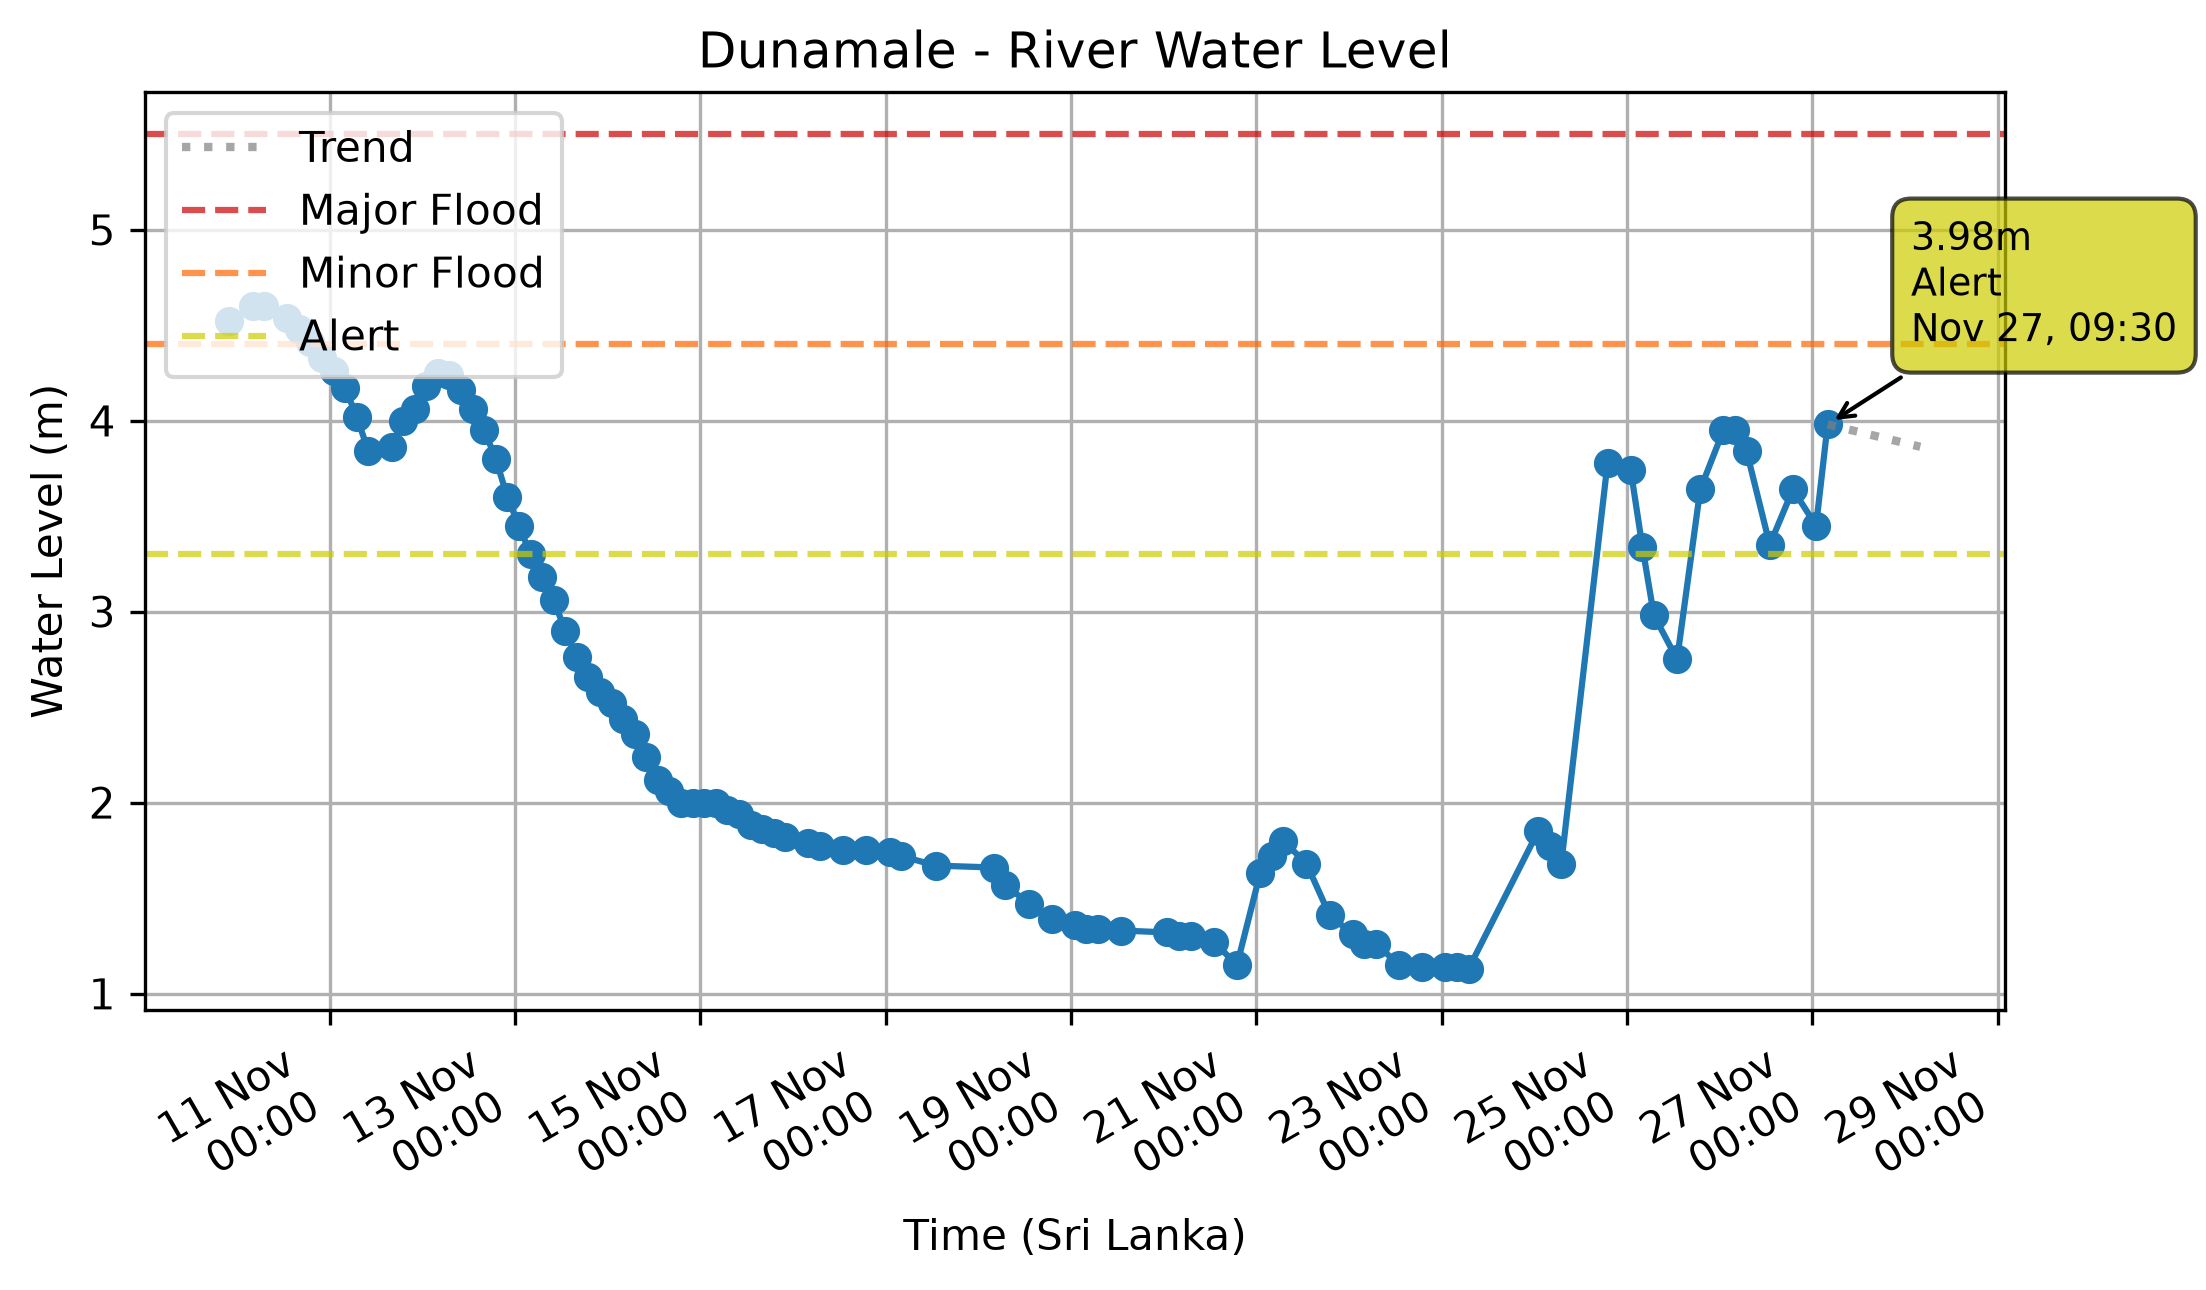 Dunamale - River Water Level
Trend
Major Flood
Minor Flood
Alert
3.98m
Alert
Nov 27, 09:30
Water Level (m)
5
4
3
2
1
11 Nov
00:00
13 Nov
00:00
15 Nov
00:00
17 Nov
00:00
19 Nov
00:00
21 Nov
00:00
23 Nov
00:00
25 Nov
00:00
27 Nov
00:00
29 Nov
00:00
Time (Sri Lanka)